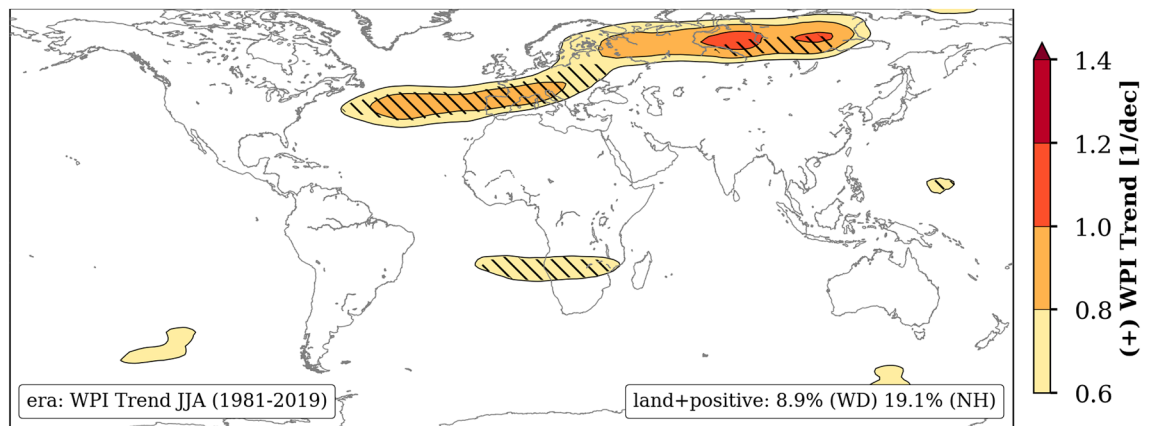 1.4
1.2
1.0
0.8
0.6
(+) WPI Trend [1/dec]
era: WPI Trend JJA (1981-2019)
land+positive: 8.9% (WD) 19.1% (NH)